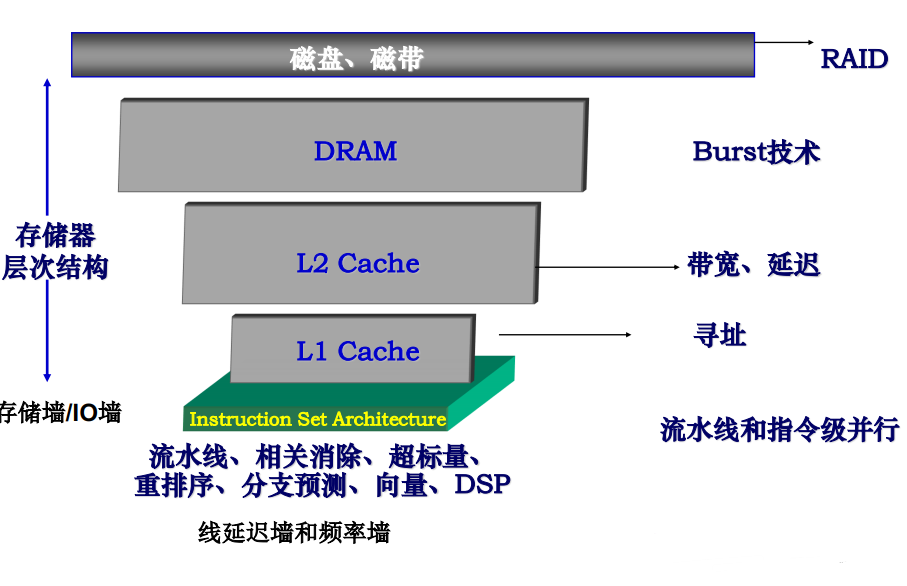 磁盘、磁带
RAID
DRAM
Burst技术
存储器
层次结构
L2 Cache
带宽、延迟
L1 Cache
寻址
存储墙/IO墙
Instruction Set Architecture
流水线和指令级并行
流水线、相关消除、超标量、
重排序、分支预测、向量、DSP
线延迟墙和频率墙